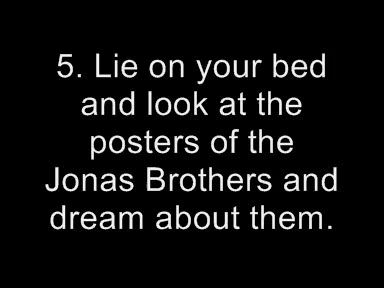 5. Lie on your bed
and look at the
posters of the
Jonas Brothers and
dream about them.